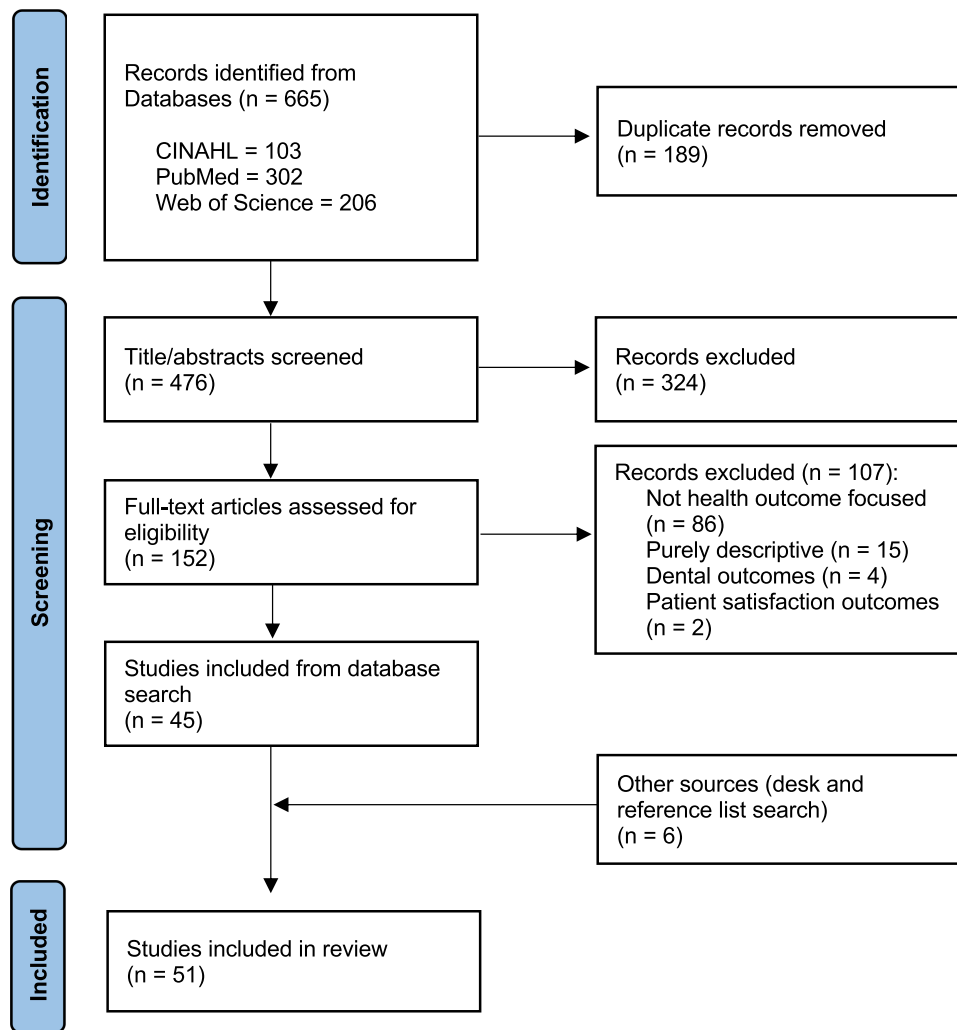 Identification
Records identified from
Databases (n = 665)
CINAHL = 103
PubMed = 302
Web of Science = 206
Duplicate records removed
(n = 189)
Screening
Title/abstracts screened
(n = 476)
Records excluded
(n = 324)
Full-text articles assessed for
eligibility
(n = 152)
Records excluded (n = 107):
Not health outcome focused
(n = 86)
Purely descriptive (n = 15)
Dental outcomes (n = 4)
Patient satisfaction outcomes
(n = 2)
Studies included from database
search
(n = 45)
Other sources (desk and
reference list search)
(n = 6)
Included
Studies included in review
(n = 51)